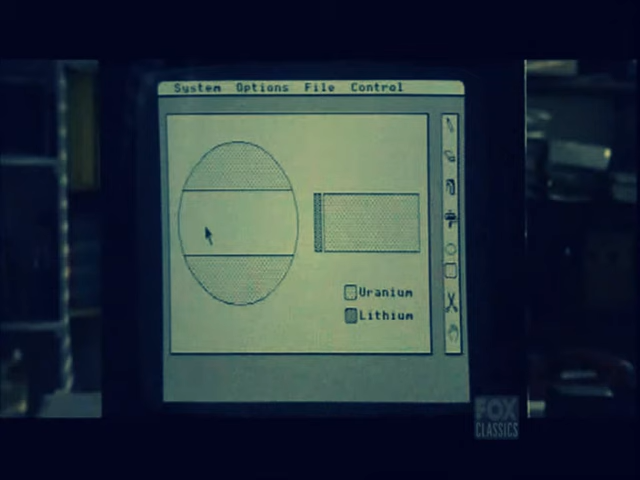 System Options File Control
Uranium
Lithium
FOX
CLASSICS